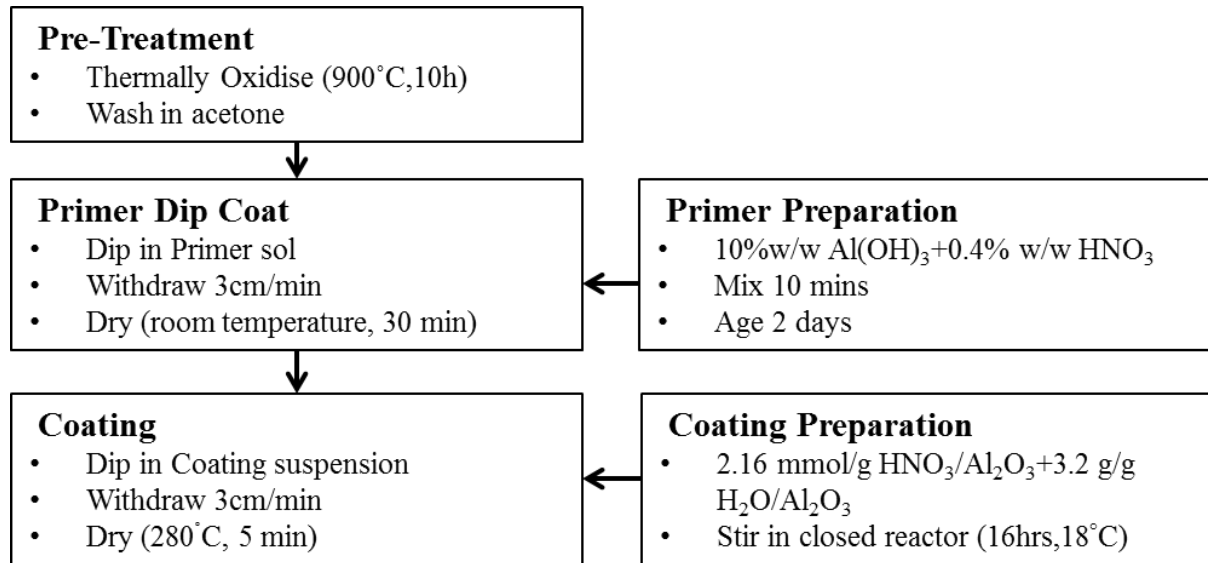 Pre-Treatment
• Thermally Oxidise (900˚C,10h)
• Wash in acetone
Primer Dip Coat
• Dip in Primer sol
• Withdraw 3cm/min
• Dry (room temperature, 30 min)
Primer Preparation
• 10%w/w Al(OH)₃+0.4% w/w HNO₃
• Mix 10 mins
• Age 2 days
Coating
• Dip in Coating suspension
• Withdraw 3cm/min
• Dry (280˚C, 5 min)
Coating Preparation
• 2.16 mmol/g HNO₃/Al₂O₃+3.2 g/g
H₂O/Al₂O₃
• Stir in closed reactor (16hrs,18˚C)